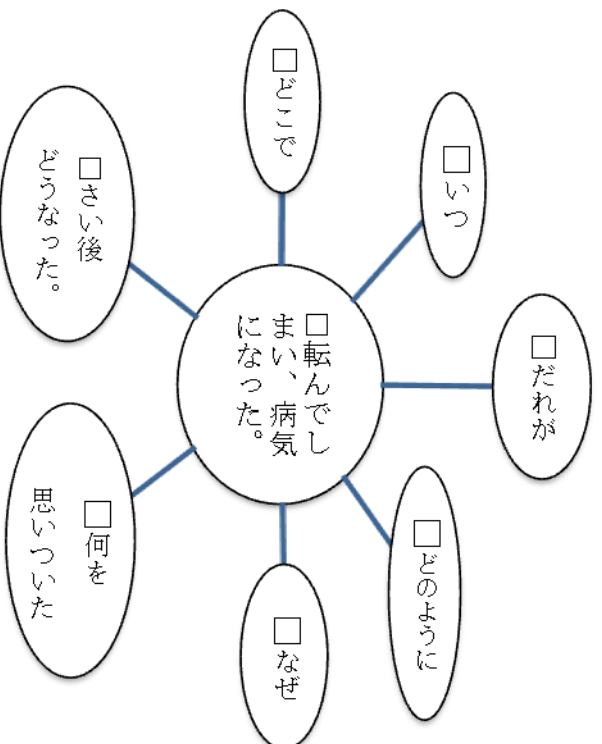 □転んでし
まい、病気
になった。
□だれが
□いつ
□どこで
□どのように
□なぜ
□何を
思いついた
□さい後
どうなった。